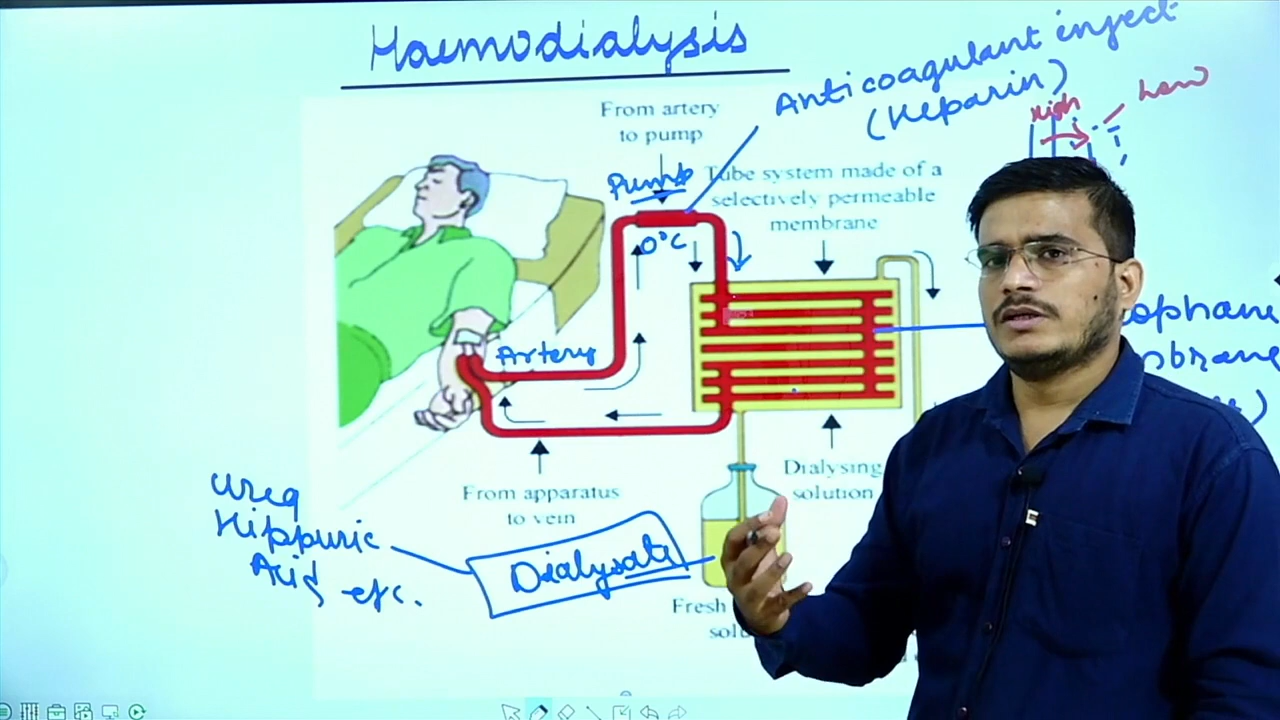 Haemodialysis
Anticoagulant inject
(Heparin)
High
Low
From artery
to pump
Pump
0°C
Tube system made of a
selectively permeable
membrane
Artery
From apparatus
to vein
Dialysing
solution
Urea
Hippuric
Acid etc.
Dialysate
Fresh